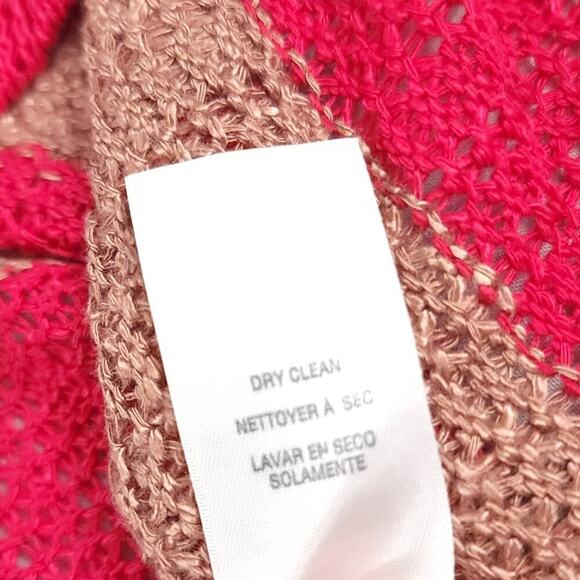 DRY CLEAN
NETTOYER À SEC
LAVAR EN SECO
SOLAMENTE